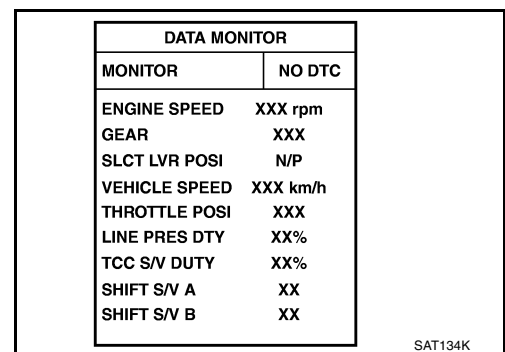 DATA MONITOR
MONITOR NO DTC
ENGINE SPEED XXX rpm
GEAR XXX
SLCT LVR POSI N/P
VEHICLE SPEED XXX km/h
THROTTLE POSI XXX
LINE PRES DTY XX%
TCC S/V DUTY XX%
SHIFT S/V A XX
SHIFT S/V B XX
SAT134K